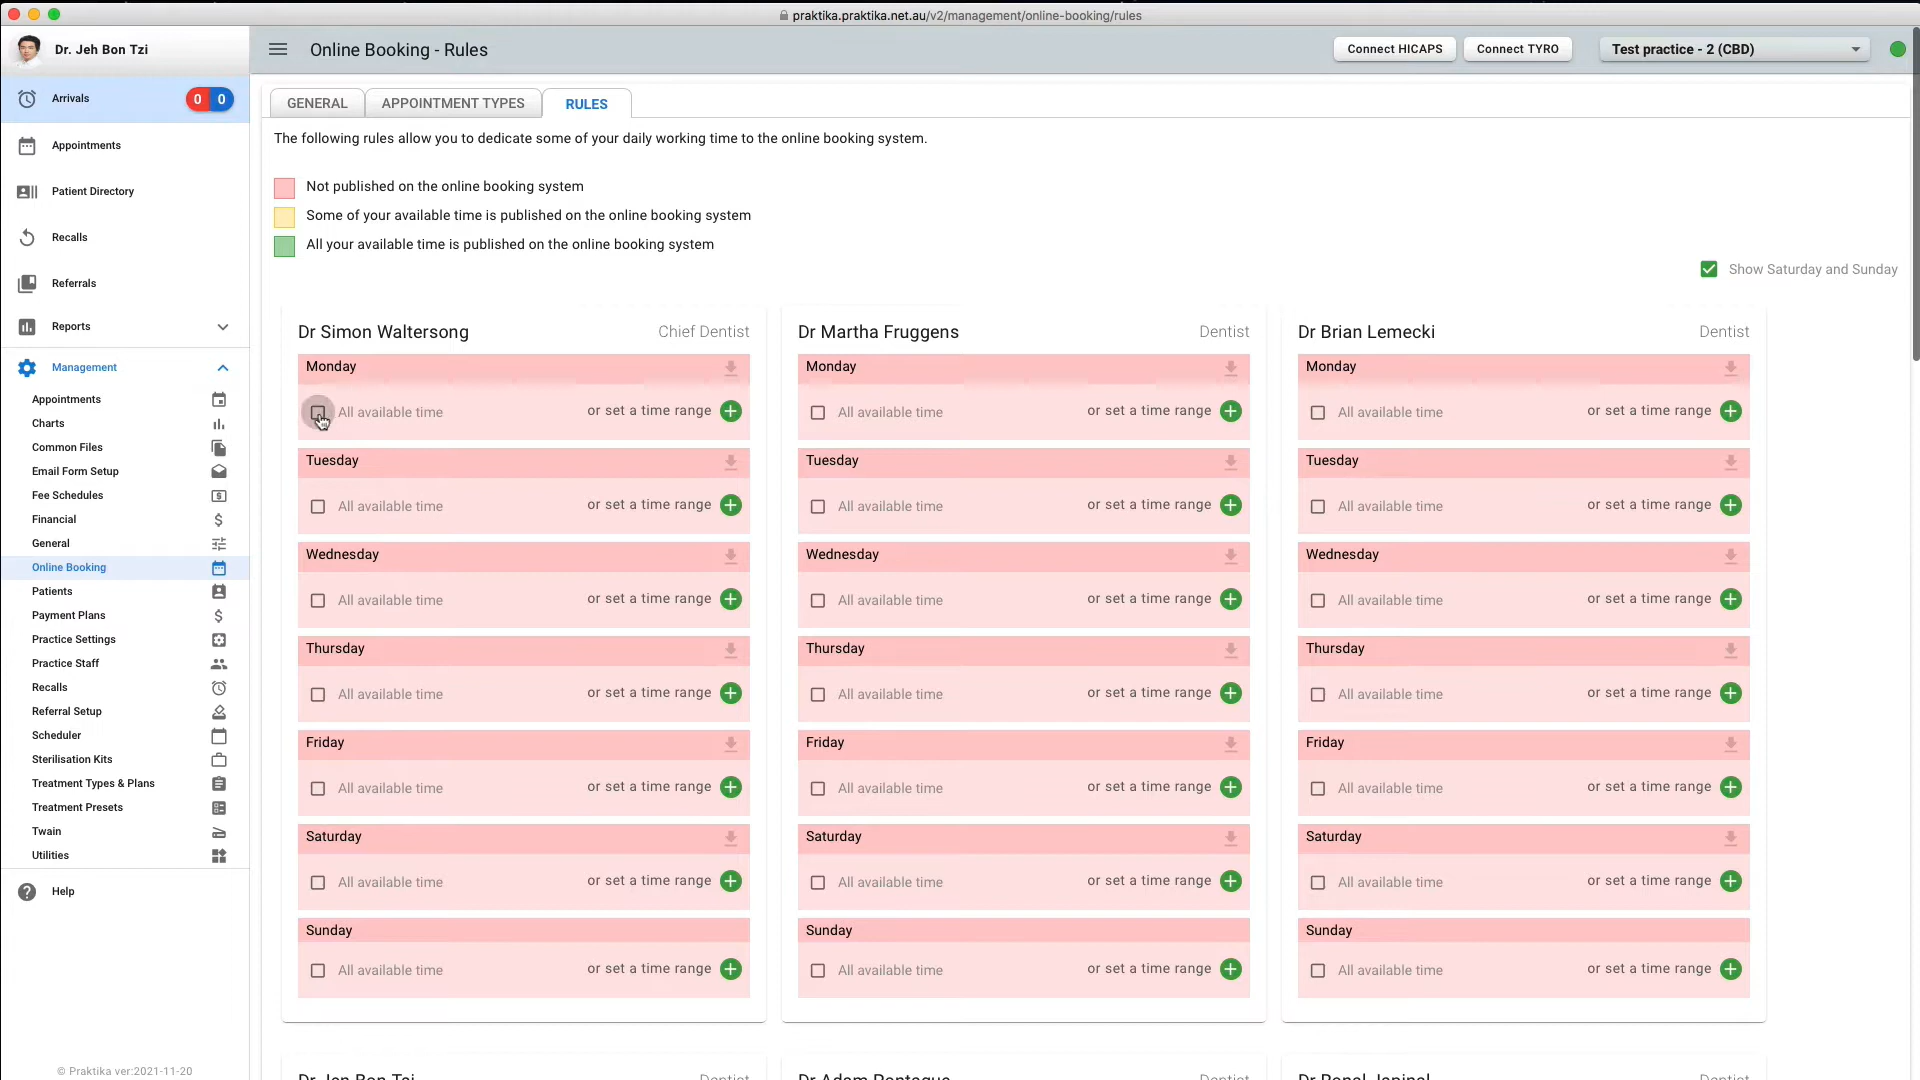 praktika.praktika.net.au/v2/management/online-booking/rules
Dr. Jeh Bon Tzi
Online Booking - Rules
Connect HICAPS
Connect TYRO
Test practice - 2 (CBD)
Arrivals
0 0
Appointments
Patient Directory
Recalls
Referrals
Reports
Management
Appointments
Charts
Common Files
Email Form Setup
Fee Schedules
Financial
General
Online Booking
Patients
Payment Plans
Practice Settings
Practice Staff
Recalls
Referral Setup
Scheduler
Sterilisation Kits
Treatment Types & Plans
Treatment Presets
Twain
Utilities
Help
© Praktika ver:2021-11-20
GENERAL
APPOINTMENT TYPES
RULES
The following rules allow you to dedicate some of your daily working time to the online booking system.
Not published on the online booking system
Some of your available time is published on the online booking system
All your available time is published on the online booking system
Show Saturday and Sunday
Dr Simon Waltersong
Chief Dentist
Monday
All available time
or set a time range
Tuesday
All available time
or set a time range
Wednesday
All available time
or set a time range
Thursday
All available time
or set a time range
Friday
All available time
or set a time range
Saturday
All available time
or set a time range
Sunday
All available time
or set a time range
Dr Martha Fruggens
Dentist
Monday
All available time
or set a time range
Tuesday
All available time
or set a time range
Wednesday
All available time
or set a time range
Thursday
All available time
or set a time range
Friday
All available time
or set a time range
Saturday
All available time
or set a time range
Sunday
All available time
or set a time range
Dr Brian Lemecki
Dentist
Monday
All available time
or set a time range
Tuesday
All available time
or set a time range
Wednesday
All available time
or set a time range
Thursday
All available time
or set a time range
Friday
All available time
or set a time range
Saturday
All available time
or set a time range
Sunday
All available time
or set a time range
Dentist
Dr Adam
Dentist
Dentist